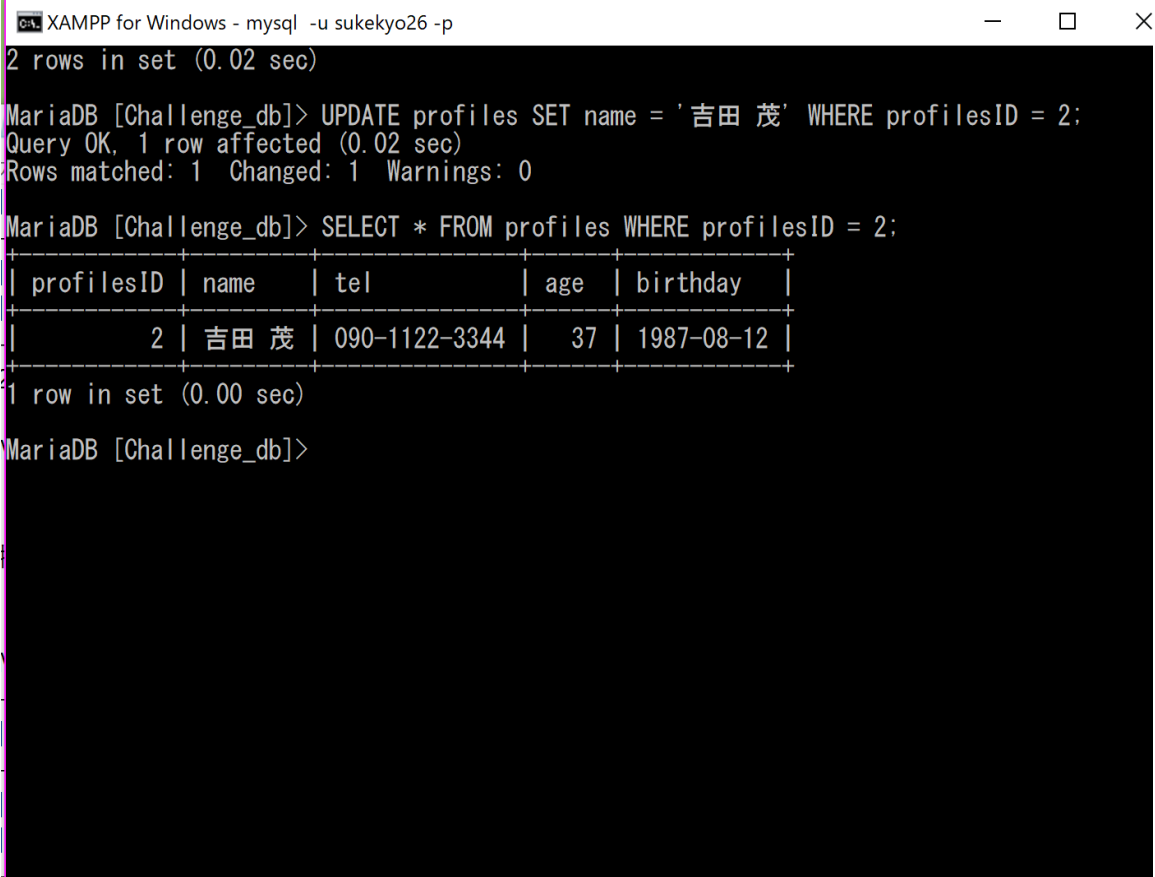 XAMPP for Windows - mysql  -u sukekyo26 -p
2 rows in set (0.02 sec)
MariaDB [Challenge_db]> UPDATE profiles SET name = '吉田 茂' WHERE profilesID = 2;
Query OK, 1 row affected (0.02 sec)
Rows matched: 1  Changed: 1  Warnings: 0
MariaDB [Challenge_db]> SELECT * FROM profiles WHERE profilesID = 2;
+------------+---------+---------------+------+------------+
| profilesID | name    | tel           | age  | birthday   |
+------------+---------+---------------+------+------------+
|          2 | 吉田 茂 | 090-1122-3344 |   37 | 1987-08-12 |
+------------+---------+---------------+------+------------+
1 row in set (0.00 sec)
MariaDB [Challenge_db]>